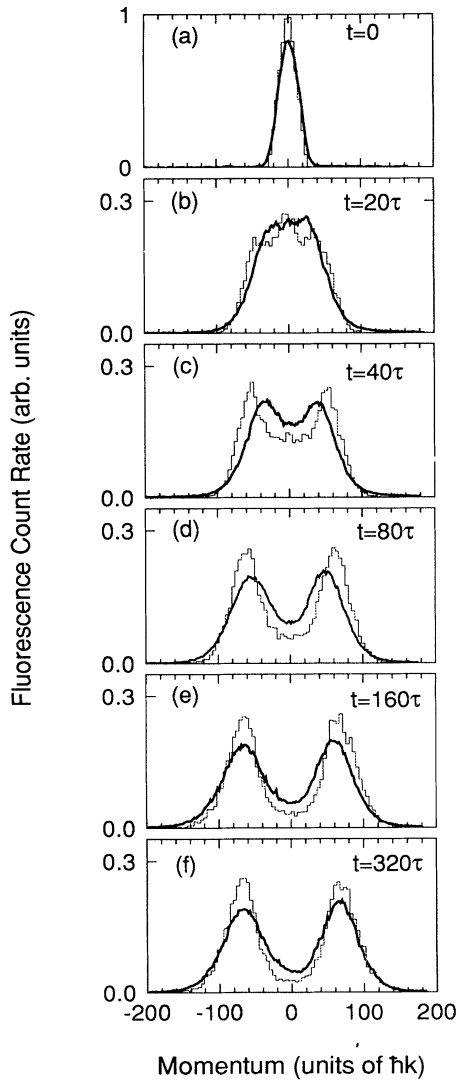 Fluorescence Count Rate (arb. units)
1
(a)
t=0
0
0.3
(b)
t=20τ
0.0
0.3
(c)
t=40τ
0.0
0.3
(d)
t=80τ
0.0
0.3
(e)
t=160τ
0.0
0.3
(f)
t=320τ
0.0
-200 -100 0 100 200
Momentum (units of ħk)